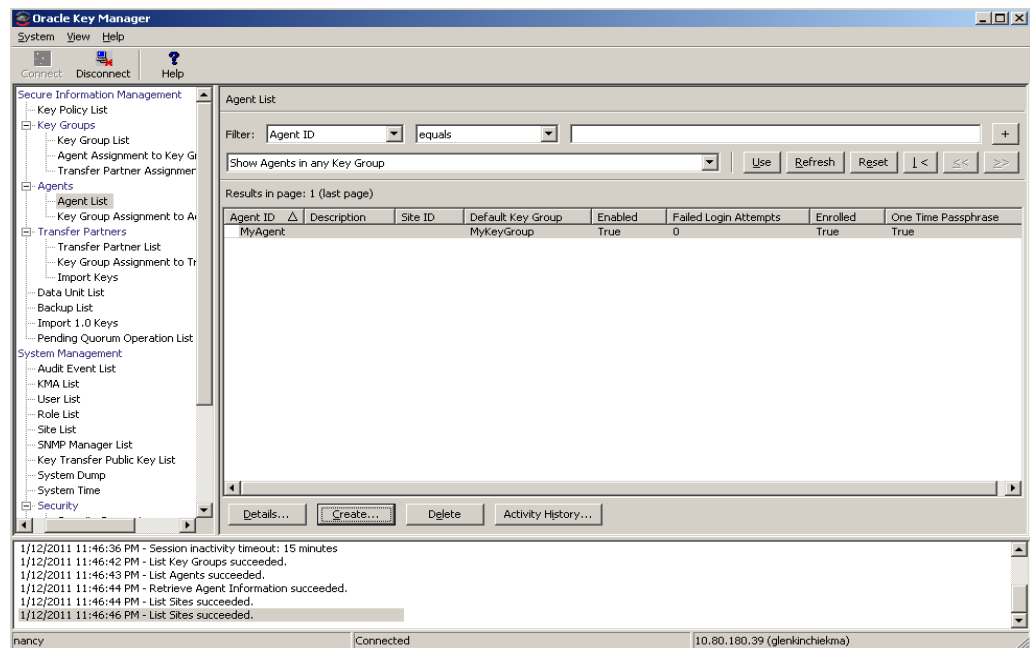 Oracle Key Manager
System View Help
Connect Disconnect Help
Secure Information Management
Key Policy List
Key Groups
Key Group List
Agent Assignment to Key
Transfer Partner
Agents
Agent List
Key Group Assignment to
Transfer Partners
Transfer Partner List
Key Group Assignment to
Import Keys
Data Unit List
Backup List
Import 1.0 Keys
Pending Quorum Operation List
System Management
Audit Event List
KMA List
User List
Role List
Site List
SNMP Manager List
Key Transfer Public Key List
System Dump
System Time
Security
Agent List
Filter: Agent ID equals +
Show Agents in any Key Group Use Refresh Reset |< << >>
Results in page: 1 (last page)
Agent ID Description Site ID Default Key Group Enabled Failed Login Attempts Enrolled One Time Passphrase
MyAgent MyKeyGroup True 0 True True
Details... Create... Delete Activity History...
1/12/2011 11:46:36 PM - Session inactivity timeout: 15 minutes
1/12/2011 11:46:42 PM - List Key Groups succeeded.
1/12/2011 11:46:43 PM - List Agents succeeded.
1/12/2011 11:46:44 PM - Retrieve Agent Information succeeded.
1/12/2011 11:46:44 PM - List Sites succeeded.
1/12/2011 11:46:46 PM - List Sites succeeded.
nancy Connected 10.80.180.39 (glenkinchiekma)